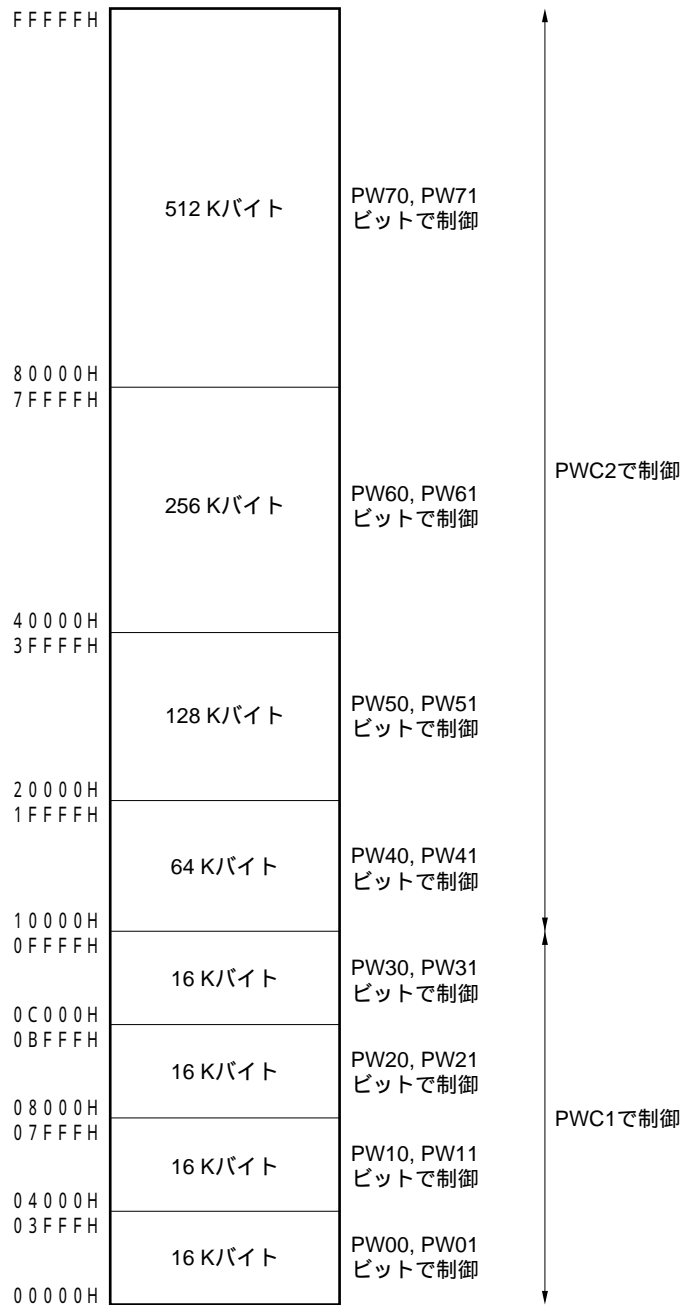 FFFFFH
512 Kバイト
PW70, PW71
ビットで制御
80000H
7FFFFH
256 Kバイト
PW60, PW61
ビットで制御
PWC2で制御
40000H
3FFFFH
128 Kバイト
PW50, PW51
ビットで制御
20000H
1FFFFH
64 Kバイト
PW40, PW41
ビットで制御
10000H
0FFFFH
16 Kバイト
PW30, PW31
ビットで制御
0C000H
0BFFFH
16 Kバイト
PW20, PW21
ビットで制御
08000H
07FFFH
PWC1で制御
16 Kバイト
PW10, PW11
ビットで制御
04000H
03FFFH
16 Kバイト
PW00, PW01
ビットで制御
00000H